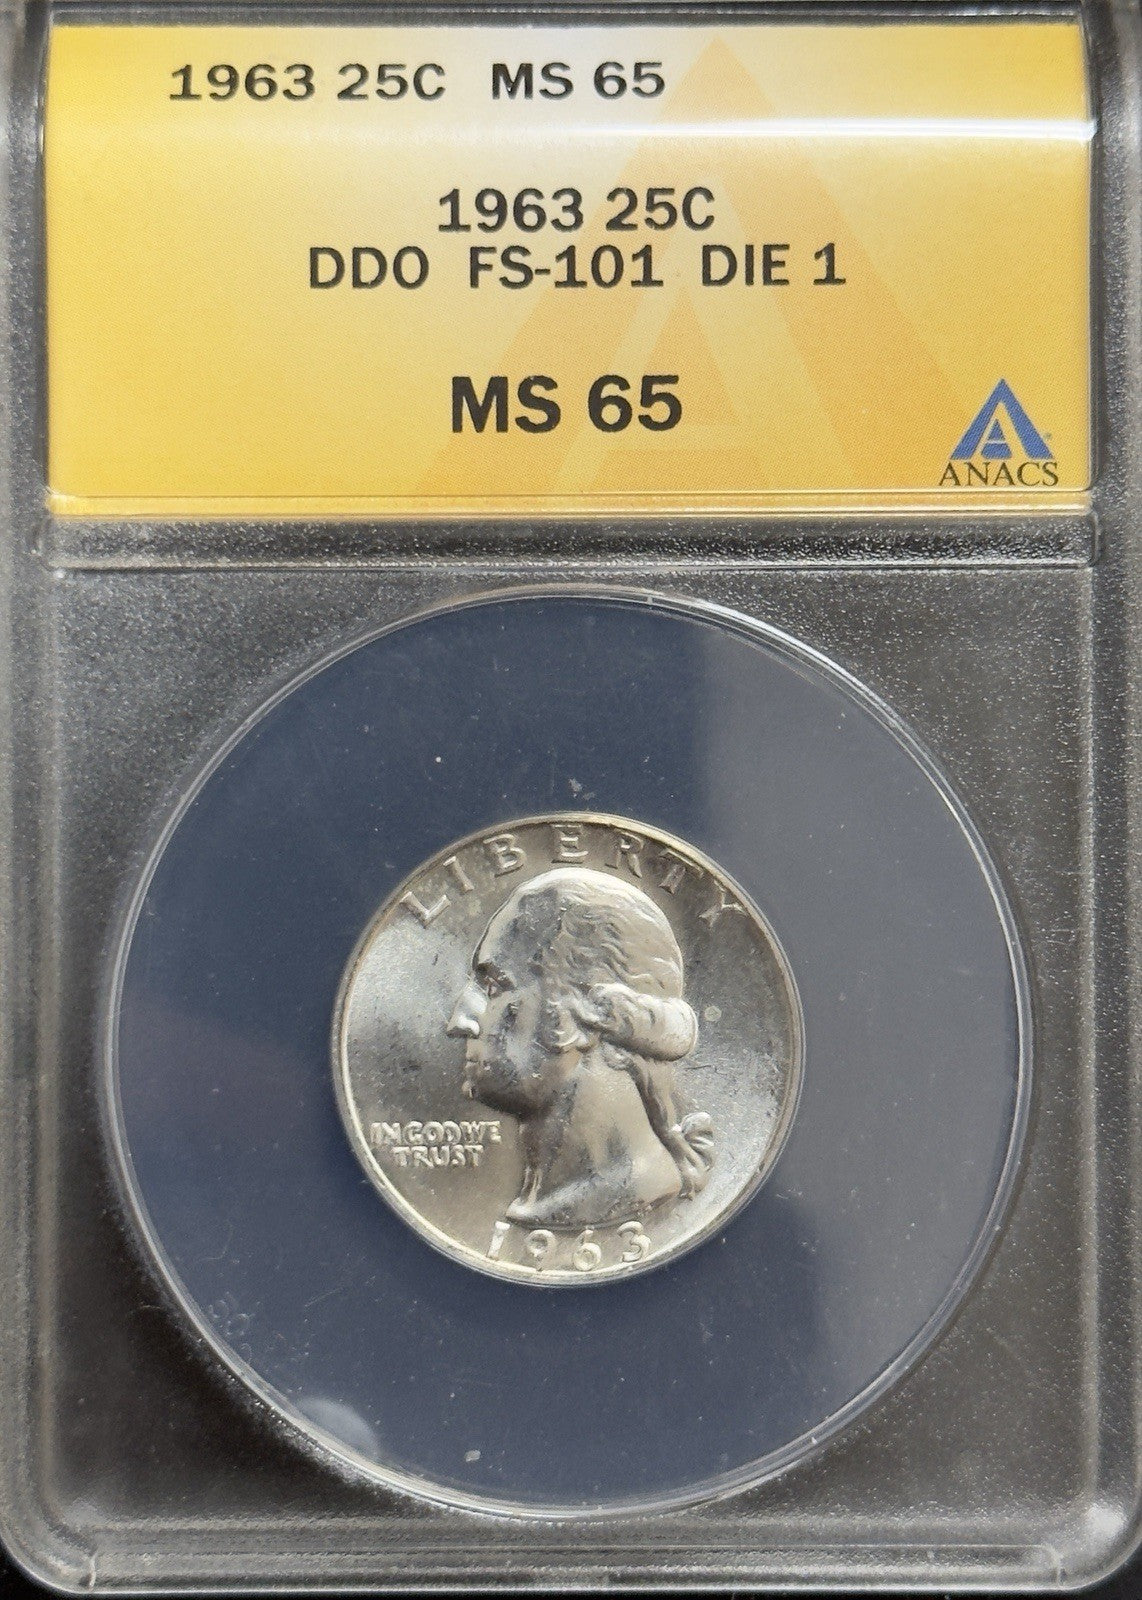 1963 25C MS 65
1963 25C
DDO FS-101 DIE 1
MS 65
A
ANACS
LIBERTY
IN GOD WE
TRUST
1963